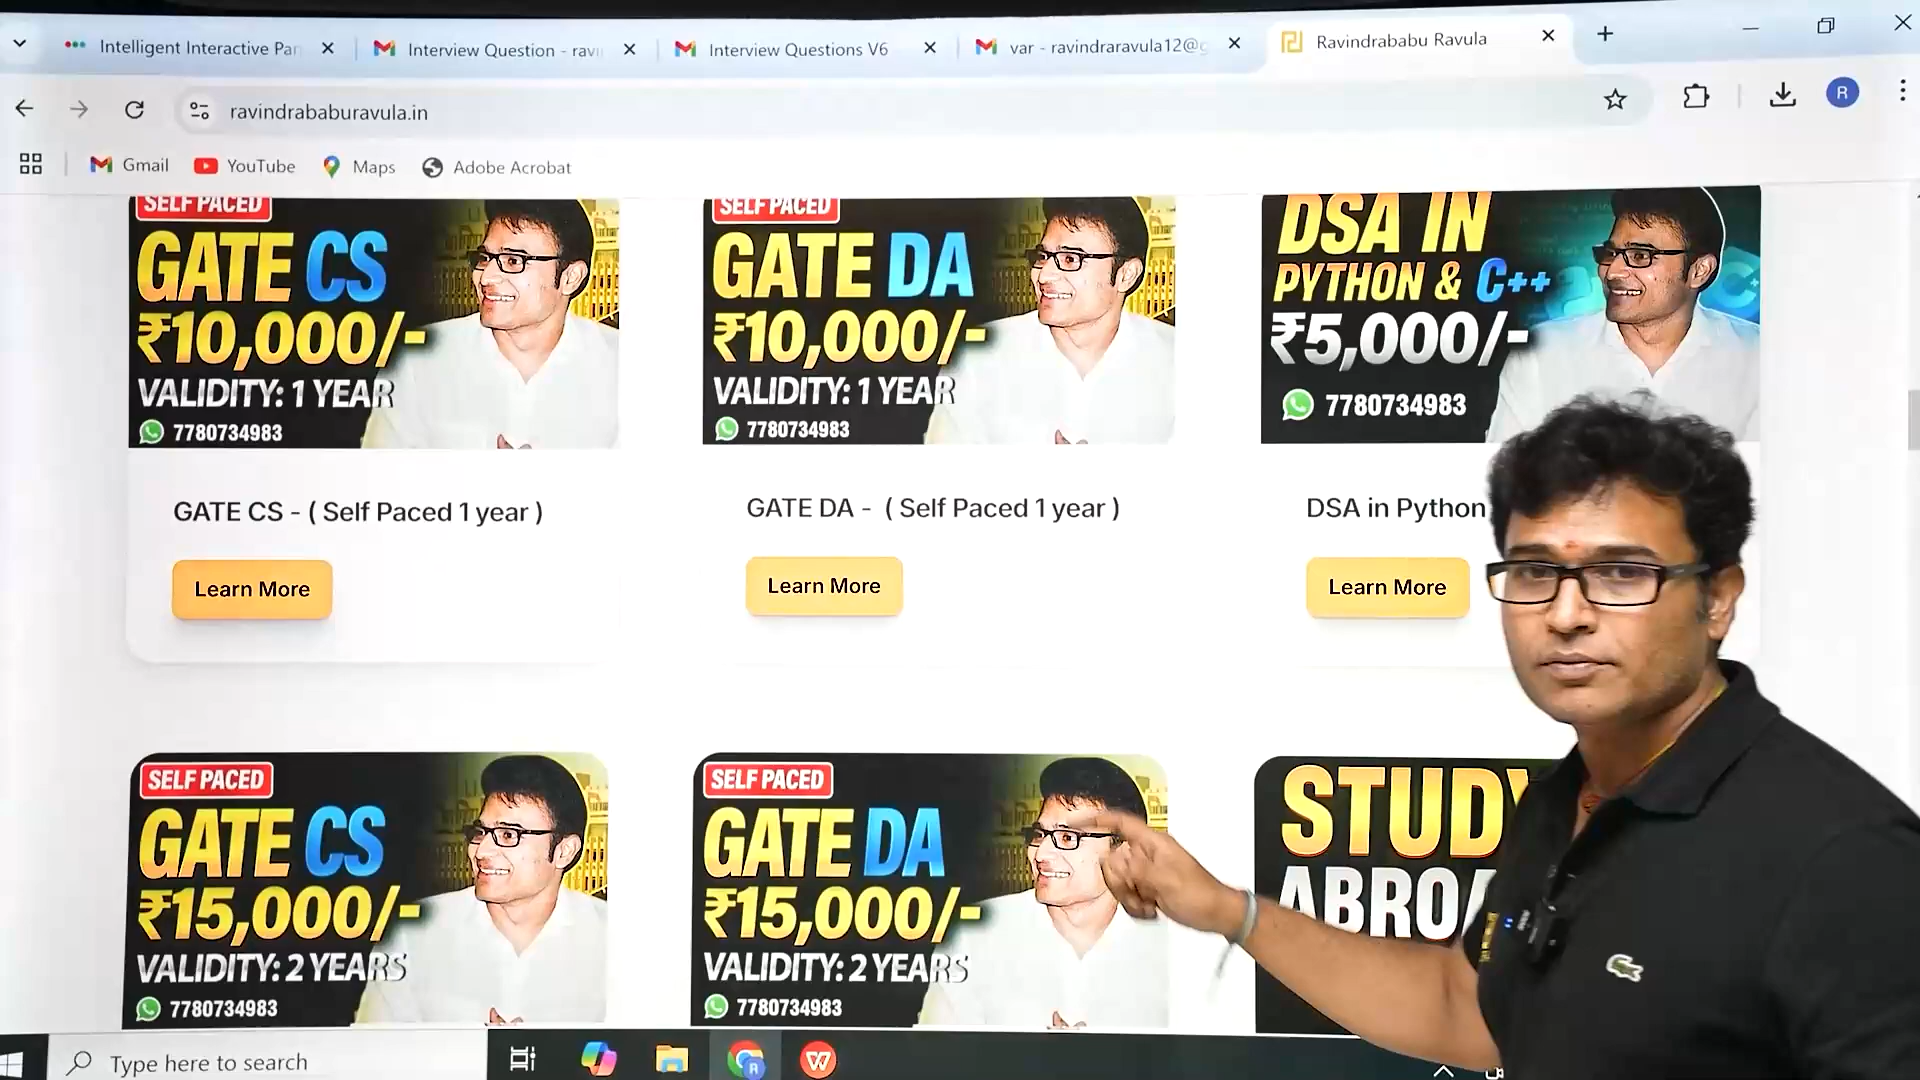 Intelligent Interactive Pan
Interview Question - ravi
Interview Questions V6
var - ravindraravula12@g
Ravindrababu Ravula
ravindrababuravula.in
R
Gmail
YouTube
Maps
Adobe Acrobat
SELF PACED
GATE CS
₹10,000/-
VALIDITY: 1 YEAR
7780734983
SELF PACED
GATE DA
₹10,000/-
VALIDITY: 1 YEAR
7780734983
DSA IN
PYTHON & C++
₹5,000/-
7780734983
GATE CS - ( Self Paced 1 year )
GATE DA - ( Self Paced 1 year )
DSA in Python
Learn More
Learn More
Learn More
SELF PACED
GATE CS
₹15,000/-
VALIDITY: 2 YEARS
7780734983
SELF PACED
GATE DA
₹15,000/-
VALIDITY: 2 YEARS
7780734983
STUDY
ABROA
Type here to search